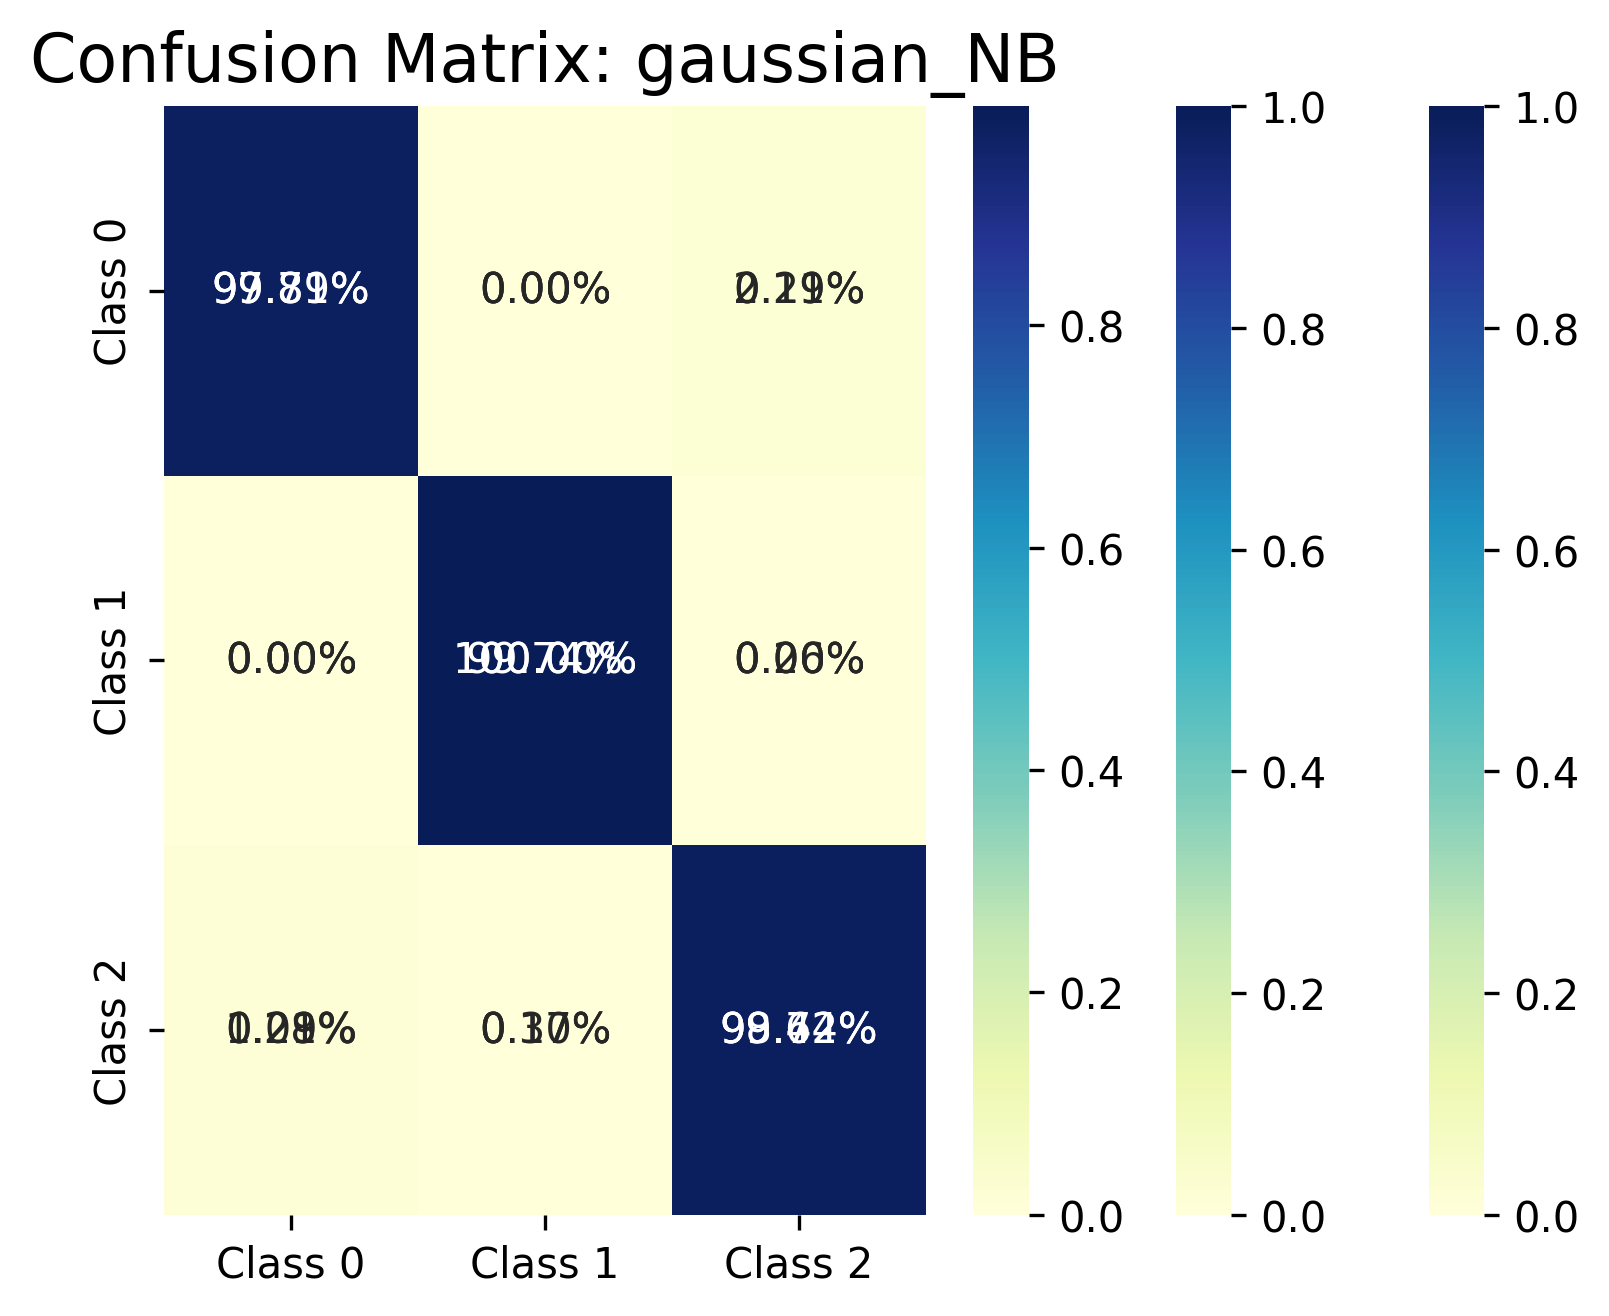 Confusion Matrix: gaussian_NB
1.0 1.0
Class 0 0.00%
0.8 0.8 0.8
0.6 0.6 0.6
Class 1 0.00%
0.4 0.4 0.4
0.2 0.2 0.2
Class 2
0.0 0.0 0.0
Class 0 Class 1 Class 2